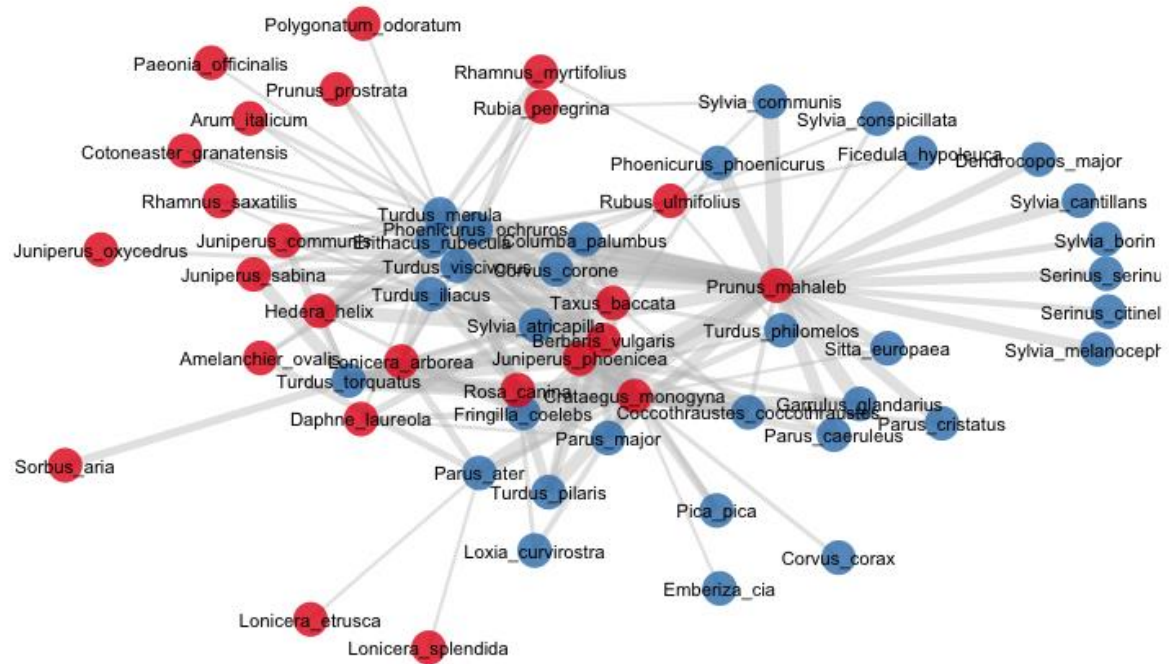 Polygonatum_odoratum
Paeonia_officinalis
Rhamnus_myrtifolius
Prunus_prostrata
Rubia_peregrina
Sylvia_communis
Arum_italicum
Sylvia_conspicillata
Cotoneaster_granatensis
Phoenicurus_phoenicurus
Ficedula_hypoleuca
Dendrocopos_major
Rhamnus_saxatilis
Rubus_ulmifolius
Sylvia_cantillans
Turdus_merula
Phoenicurus_ochruros
Juniperus_communis
Erithacus_rubecula
Columba_palumbus
Sylvia_borin
Juniperus_oxycedrus
Juniperus_sabina
Turdus_viscivorus
Corvus_corone
Serinus_serinu
Prunus_mahaleb
Turdus_iliacus
Taxus_baccata
Hedera_helix
Serinus_citinel
Sylvia_atricapilla
Turdus_philomelos
Berberis_vulgaris
Sitta_europaea
Sylvia_melanoceph
Amelanchier_ovalis
Lonicera_arborea
Juniperus_phoenicea
Turdus_torquatus
Rosa_canina
Crataegus_monogyna
Garrulus_glandarius
Daphne_laureola
Fringilla_coelebs
Coccothraustes_coccothraustes
Parus_cristatus
Parus_major
Parus_caeruleus
Sorbus_aria
Parus_ater
Turdus_pilaris
Pica_pica
Loxia_curvirostra
Corvus_corax
Emberiza_cia
Lonicera_etrusca
Lonicera_splendida